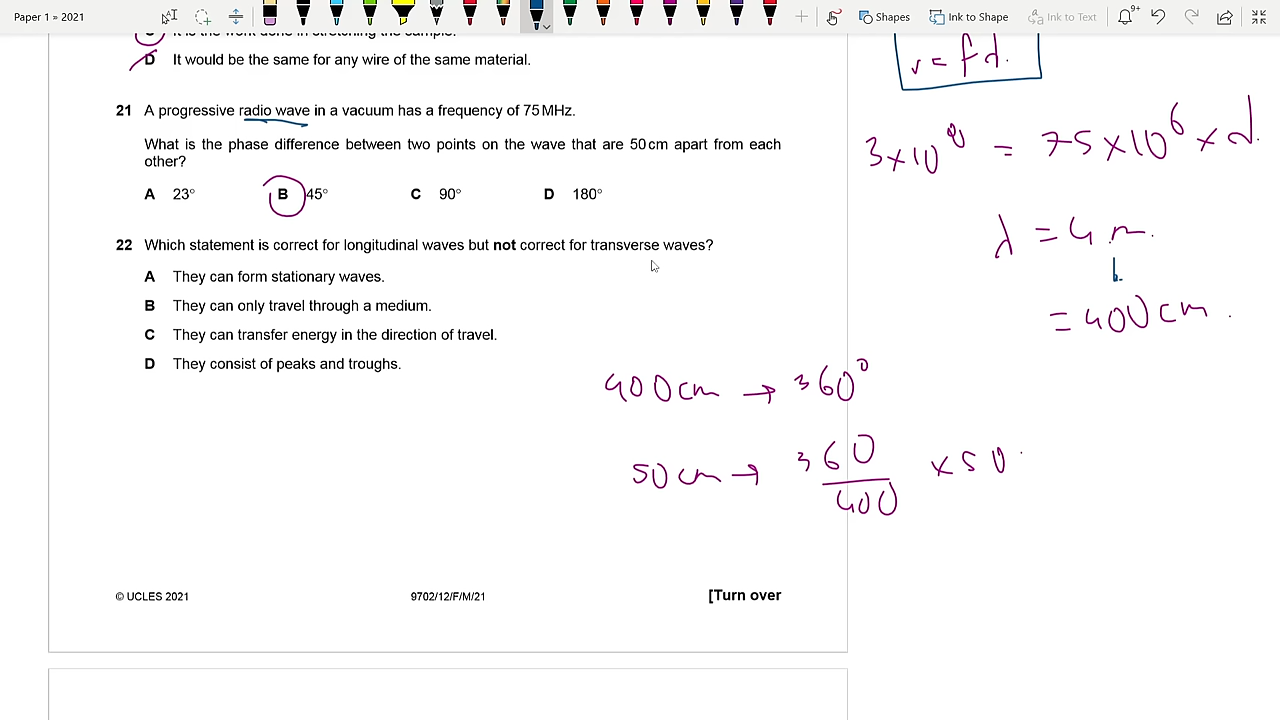 Paper 1 » 2021
Shapes
Ink to Shape
Ink to Text
9+
D It would be the same for any wire of the same material.
v = fλ.
21 A progressive radio wave in a vacuum has a frequency of 75 MHz.
What is the phase difference between two points on the wave that are 50 cm apart from each
other?
A 23° B 45° C 90° D 180°
3×10⁸ = 75×10⁶ × λ.
λ = 4 m.
= 400 cm.
22 Which statement is correct for longitudinal waves but not correct for transverse waves?
A They can form stationary waves.
B They can only travel through a medium.
C They can transfer energy in the direction of travel.
D They consist of peaks and troughs.
400 cm → 360°
50 cm → 360/400 × 50
© UCLES 2021 9702/12/F/M/21 [Turn over